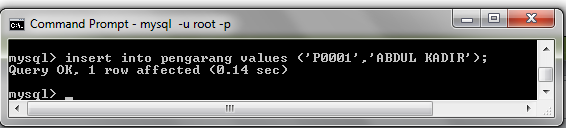 Command Prompt - mysql -u root -p
mysql> insert into pengarang values ('P0001','ABDUL KADIR');
Query OK, 1 row affected (0.14 sec)
mysql> _